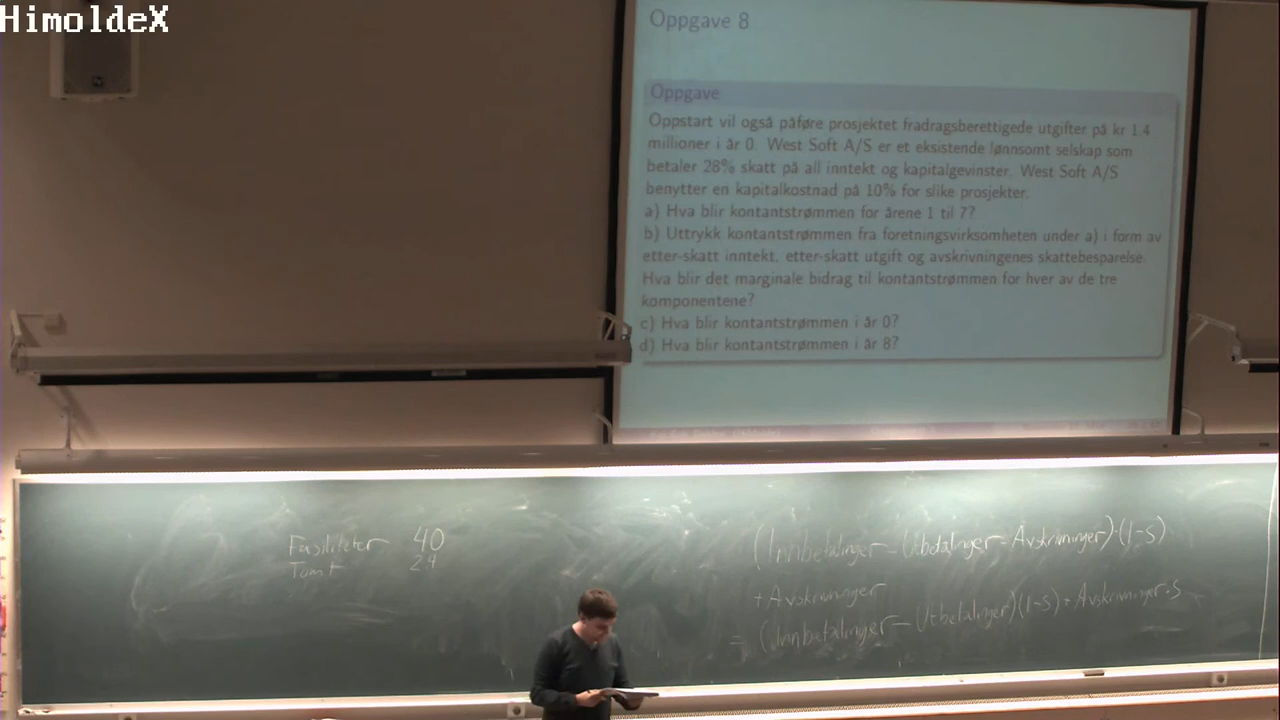 HimoldeX
Oppgave 8
Oppgave
Oppstart vil også påføre prosjektet fradragsberettigede utgifter på kr 1.4
millioner i år 0. West Soft A/S er et eksistende lønnsomt selskap som
betaler 28% skatt på all inntekt og kapitalgevinster. West Soft A/S
benytter en kapitalkostnad på 10% for slike prosjekter.
a) Hva blir kontantstrømmen for årene 1 til 7?
b) Uttrykk kontantstrømmen fra foretningsvirksomheten under a) i form av
etter-skatt inntekt, etter-skatt utgift og avskrivningenes skattebesparelse.
Hva blir det marginale bidrag til kontantstrømmen for hver av de tre
komponentene?
c) Hva blir kontantstrømmen i år 0?
d) Hva blir kontantstrømmen i år 8?
Fasiliteter 40
Tomt 2.4
(Innbetalinger - Utbetalinger - Avskrivninger)·(1-s)
+ Avskrivninger
= (Innbetalinger - Utbetalinger)(1-s) + Avskrivninger·s